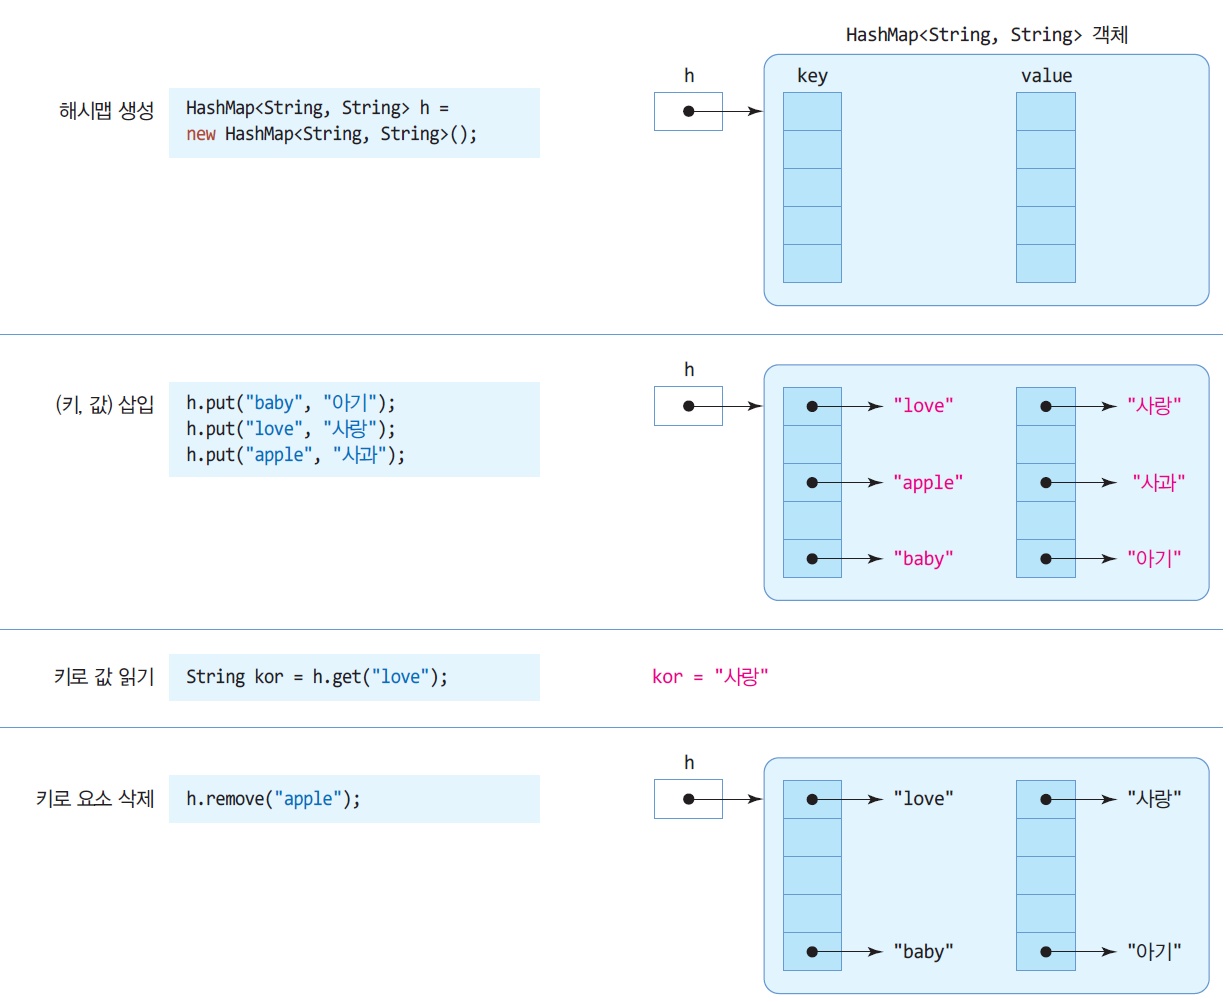 HashMap<String, String> 객체
해시맵 생성
HashMap<String, String> h =
new HashMap<String, String>();
h
key
value
(키, 값) 삽입
h.put("baby", "아기");
h.put("love", "사랑");
h.put("apple", "사과");
h
"love"
"사랑"
"apple"
"사과"
"baby"
"아기"
키로 값 읽기
String kor = h.get("love");
kor = "사랑"
키로 요소 삭제
h.remove("apple");
h
"love"
"사랑"
"baby"
"아기"